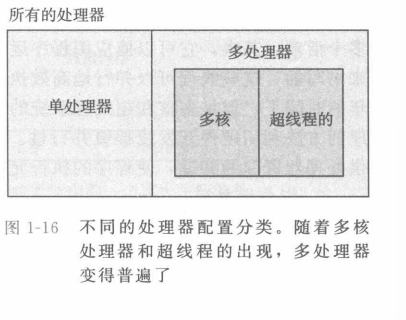 所有的处理器
多处理器
单处理器
多核
超线程的
图 1-16 不同的处理器配置分类。随着多核
处理器和超线程的出现，多处理器
变得普遍了